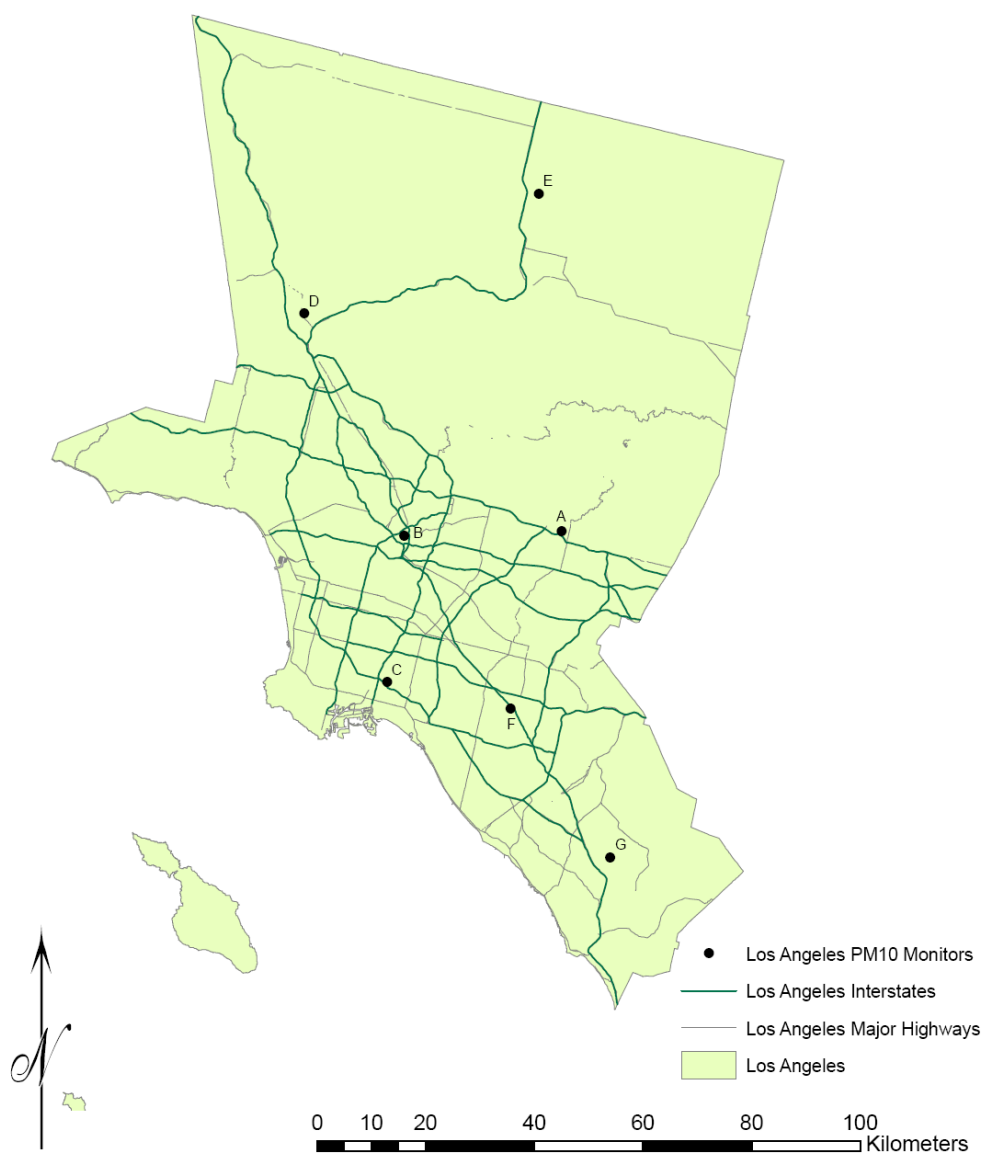 E
D
A
B
C
F
G
Los Angeles PM10 Monitors
Los Angeles Interstates
Los Angeles Major Highways
Los Angeles
N
0 10 20 40 60 80 100
Kilometers